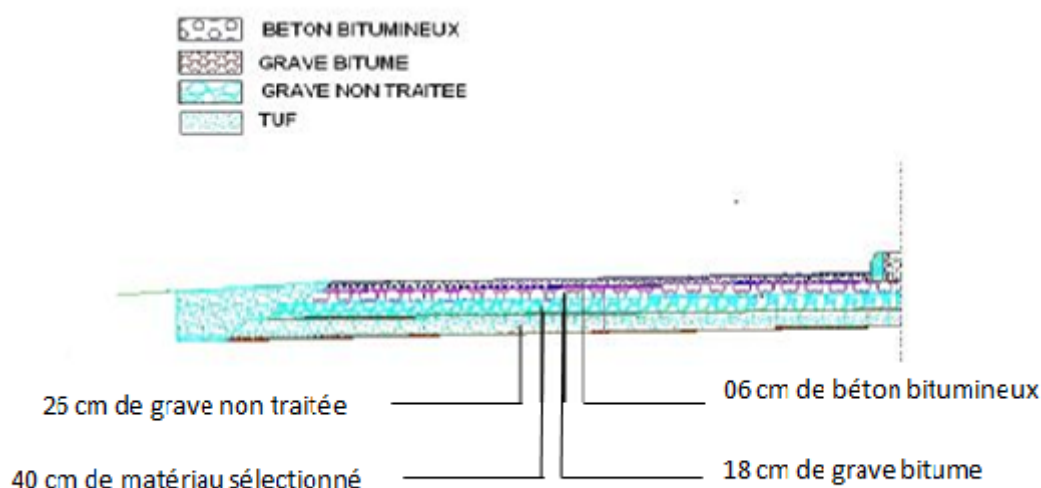 BETON BITUMINEUX
GRAVE BITUME
GRAVE NON TRAITEE
TUF
25 cm de grave non traitée
06 cm de béton bitumineux
40 cm de matériau sélectionné
18 cm de grave bitume